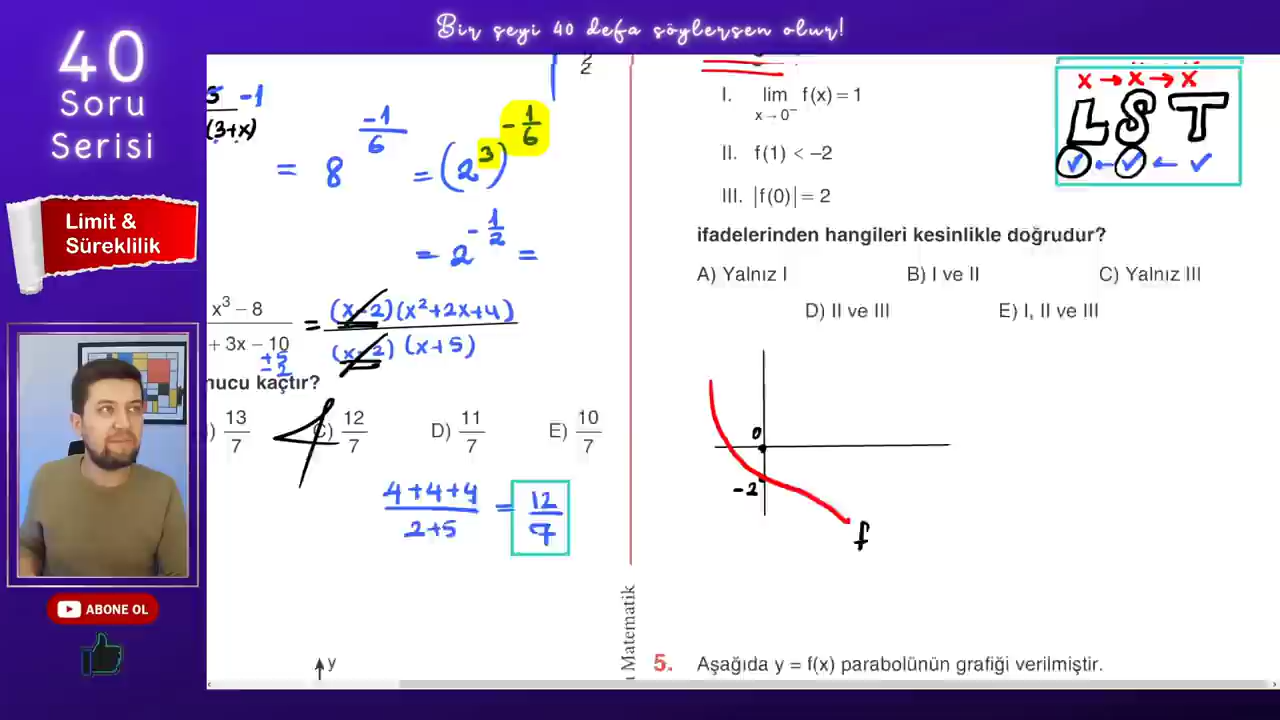 Bir şeyi 40 defa söylersen olur!
40
Soru
Serisi
Limit &
Süreklilik
ABONE OL
-1
(3+x)
= 8^(-1/6) = (2^3)^(-1/6)
= 2^(-1/2) =
x³ – 8
+ 3x – 10
+5
-2
= (x-2)(x²+2x+4)
(x-2) (x+5)
nucu kaçtır?
) 13/7 C) 12/7 D) 11/7 E) 10/7
4+4+4 / 2+5 = 12/7
y
I. lim x→0⁻ f(x) = 1
II. f(1) < –2
III. |f(0)| = 2
ifadelerinden hangileri kesinlikle doğrudur?
A) Yalnız I B) I ve II C) Yalnız III
D) II ve III E) I, II ve III
x → x → x
L S T
✓ ← ✓ ← ✓
0
-2
f
Matematik
5. Aşağıda y = f(x) parabolünün grafiği verilmiştir.